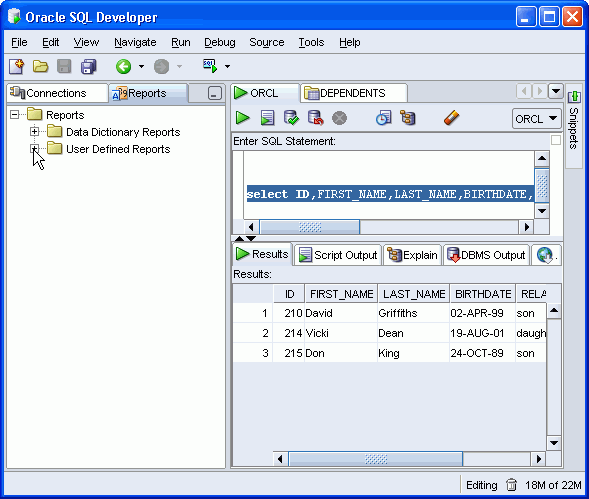 Oracle SQL Developer
File Edit View Navigate Run Debug Source Tools Help
SQL
Connections Reports ORCL DEPENDENTS
Reports
Data Dictionary Reports
User Defined Reports
ORCL
Snippets
Enter SQL Statement:
select ID,FIRST_NAME,LAST_NAME,BIRTHDATE,
Results Script Output Explain DBMS Output .
Results:
ID FIRST_NAME LAST_NAME BIRTHDATE RELA
1 210 David Griffiths 02-APR-99 son
2 214 Vicki Dean 19-AUG-01 daugh
3 215 Don King 24-OCT-89 son
Editing 18M of 22M